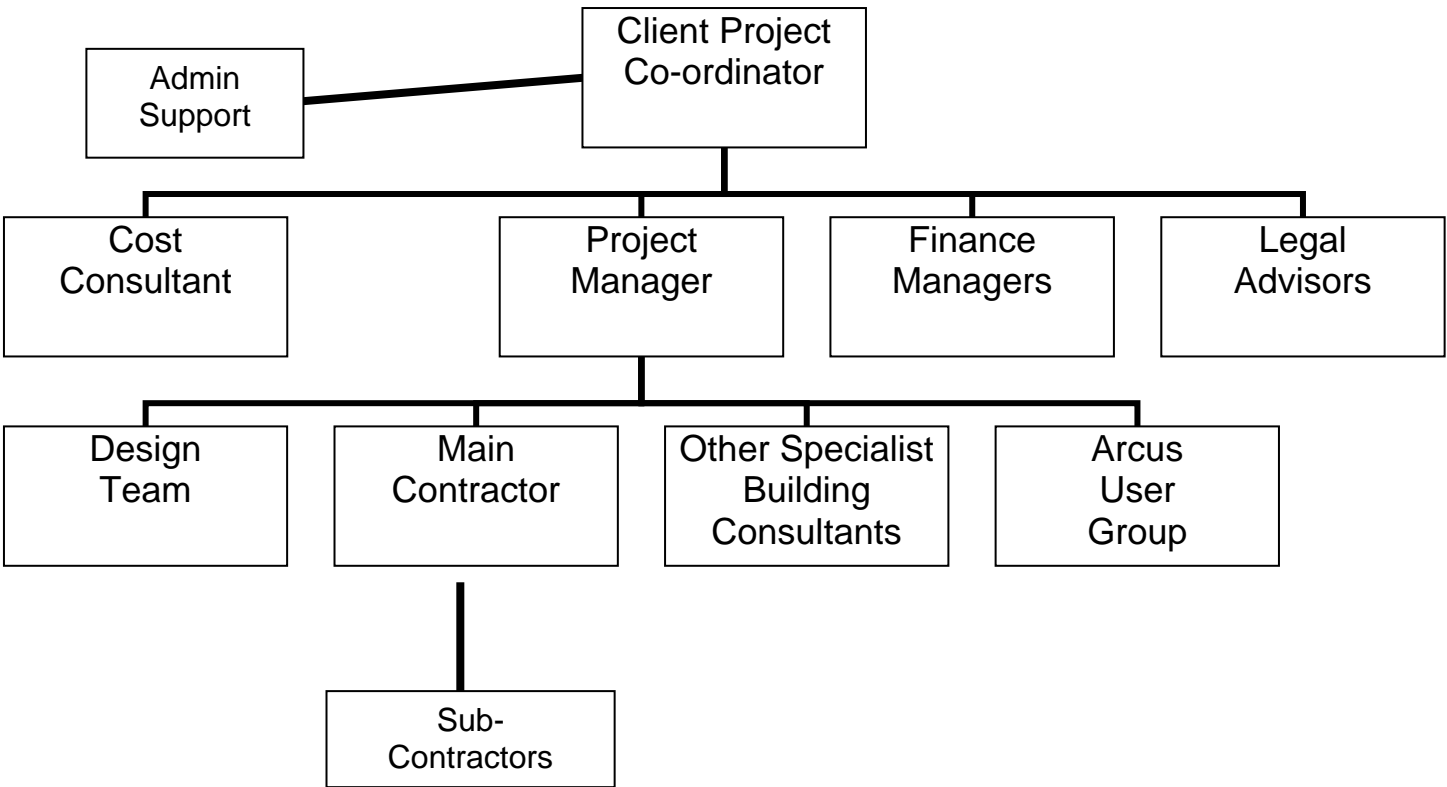 Client Project
Co-ordinator
Admin
Support
Cost
Consultant
Project
Manager
Finance
Managers
Legal
Advisors
Design
Team
Main
Contractor
Other Specialist
Building
Consultants
Arcus
User
Group
Sub-
Contractors